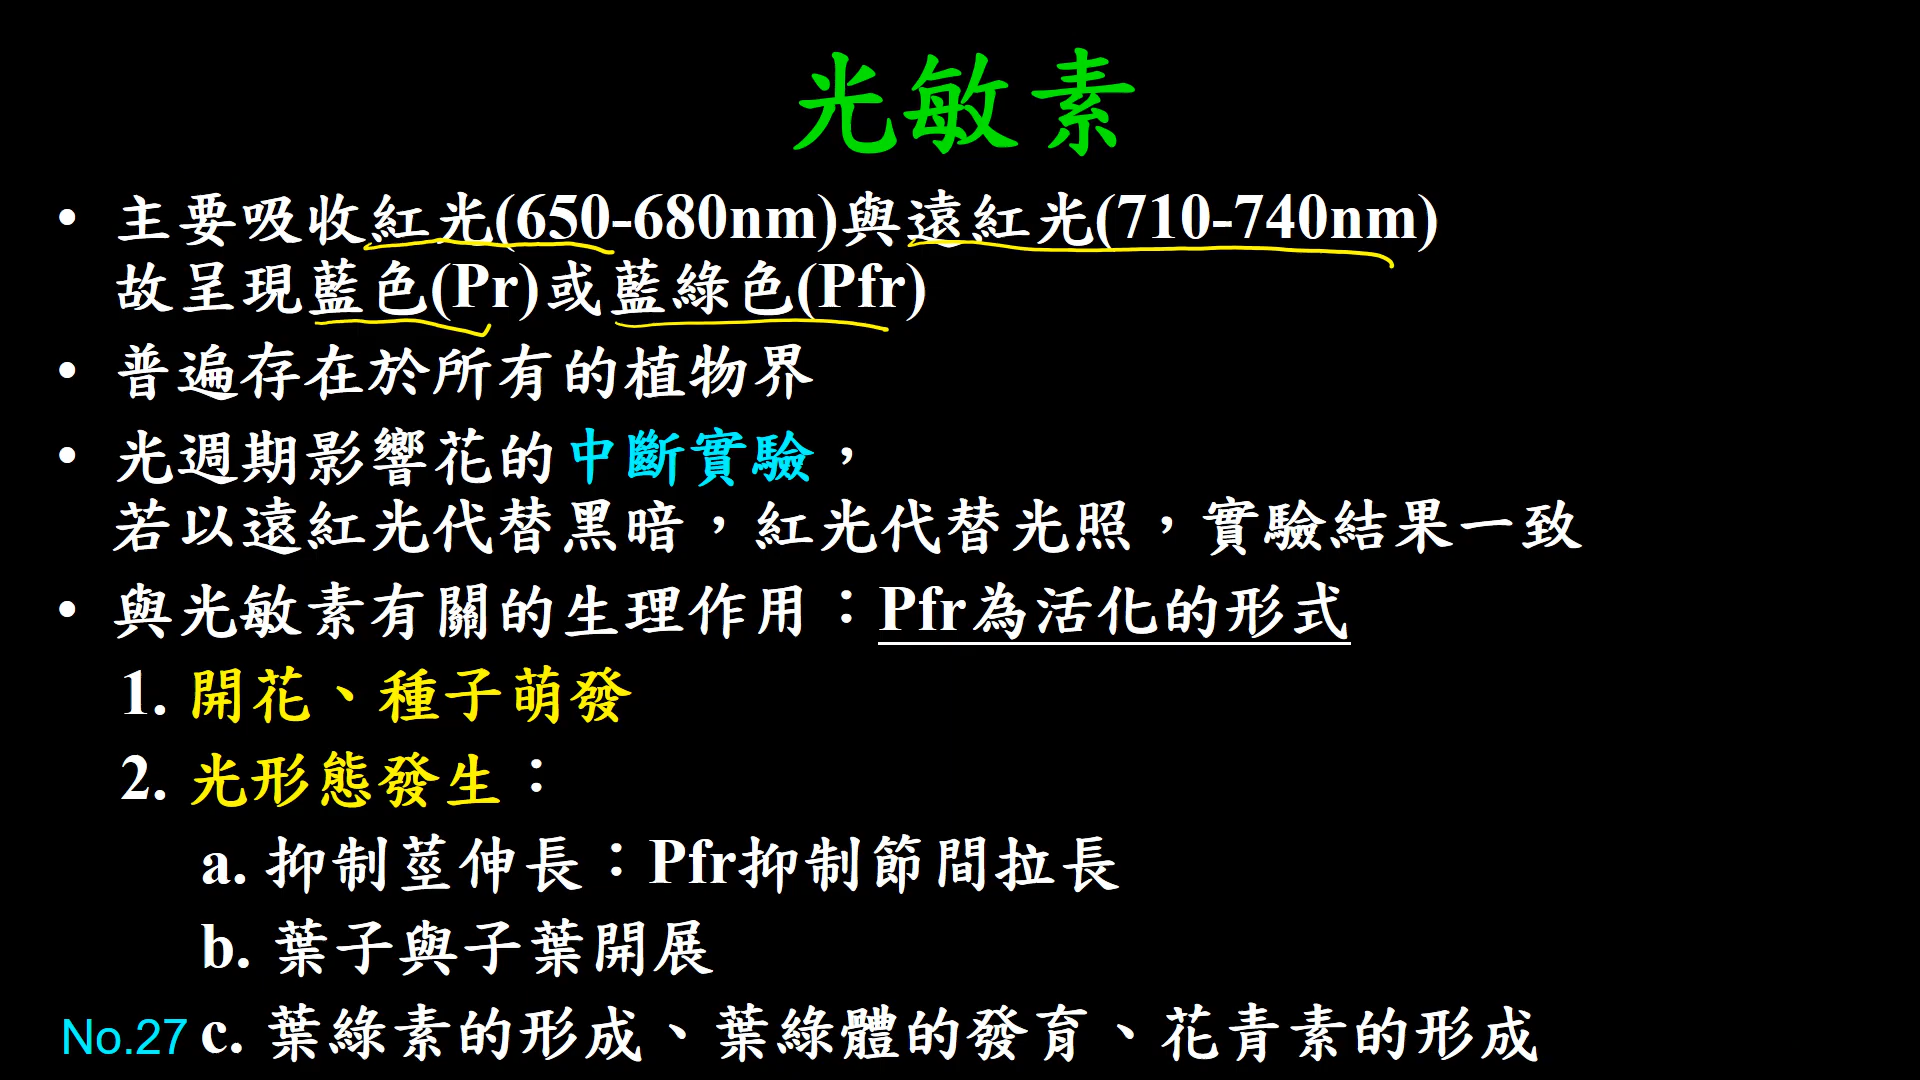 光敏素
• 主要吸收紅光(650-680nm)與遠紅光(710-740nm)
故呈現藍色(Pr)或藍綠色(Pfr)
• 普遍存在於所有的植物界
• 光週期影響花的中斷實驗，
若以遠紅光代替黑暗，紅光代替光照，實驗結果一致
• 與光敏素有關的生理作用：Pfr為活化的形式
1. 開花、種子萌發
2. 光形態發生：
a. 抑制莖伸長：Pfr抑制節間拉長
b. 葉子與子葉開展
No.27 c. 葉綠素的形成、葉綠體的發育、花青素的形成